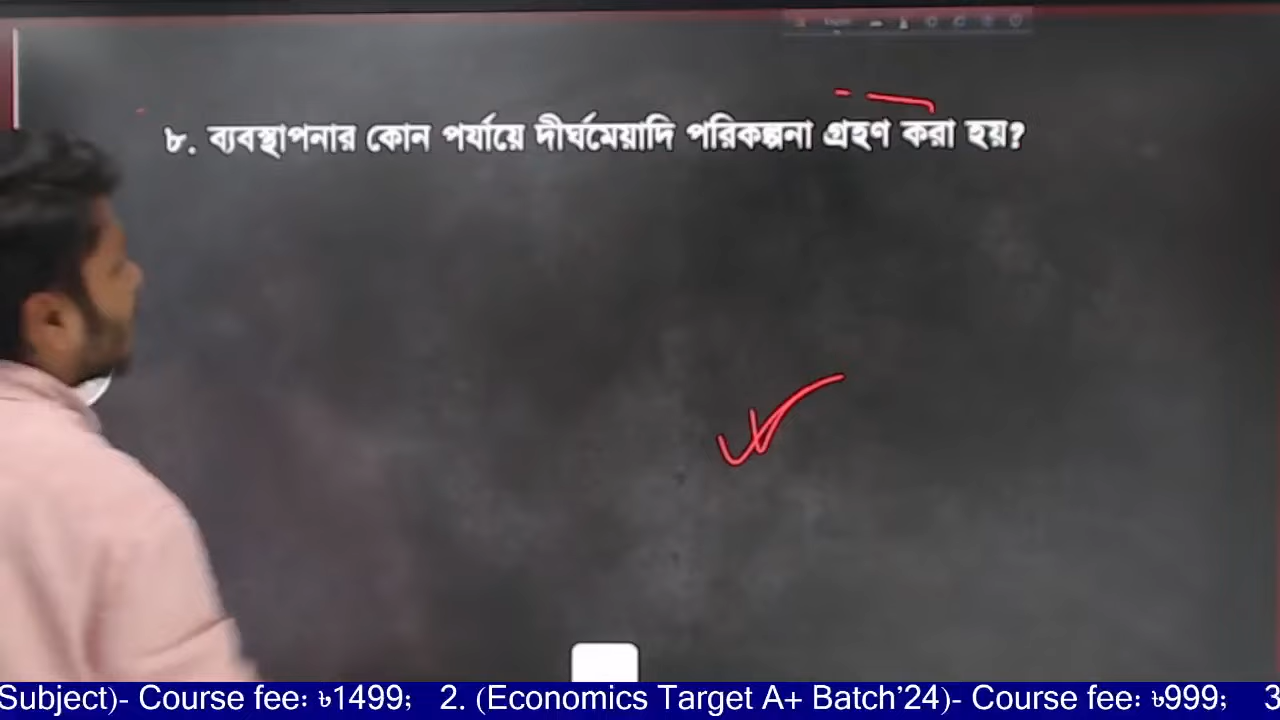 ৮. ব্যবস্থাপনার কোন পর্যায়ে দীর্ঘমেয়াদি পরিকল্পনা গ্রহণ করা হয়?
Subject)- Course fee: ৳1499; 2. (Economics Target A+ Batch’24)- Course fee: ৳999; 3